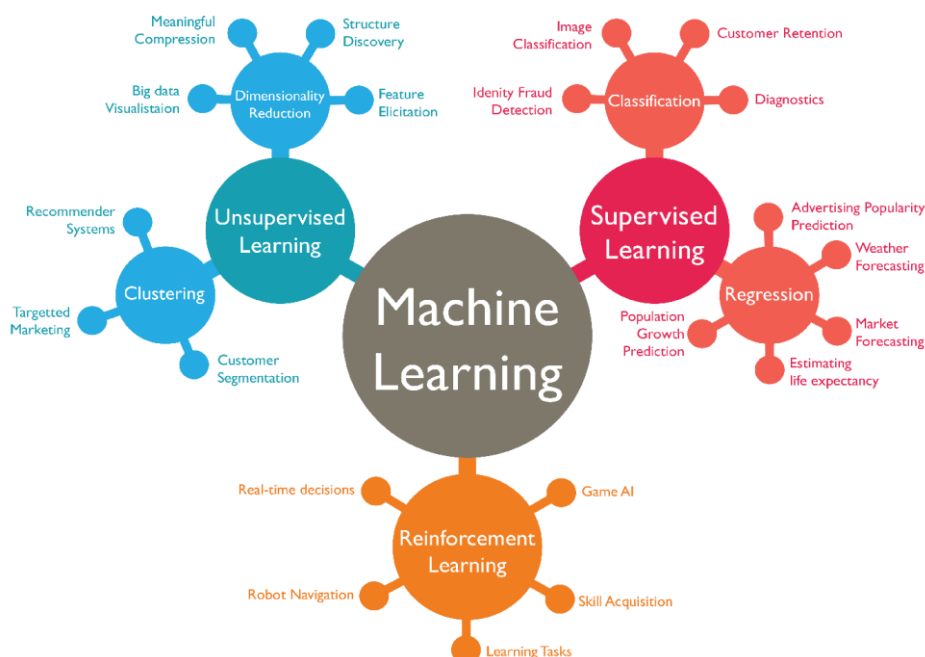 Meaningful
Compression
Structure
Discovery
Big data
Visualistaion
Dimensionality
Reduction
Feature
Elicitation
Image
Classification
Customer Retention
Idenity Fraud
Detection
Classification
Diagnostics
Unsupervised
Learning
Supervised
Learning
Recommender
Systems
Clustering
Targetted
Marketing
Customer
Segmentation
Machine
Learning
Advertising Popularity
Prediction
Weather
Forecasting
Regression
Population
Growth
Prediction
Market
Forecasting
Estimating
life expectancy
Real-time decisions
Game AI
Reinforcement
Learning
Robot Navigation
Skill Acquisition
Learning Tasks